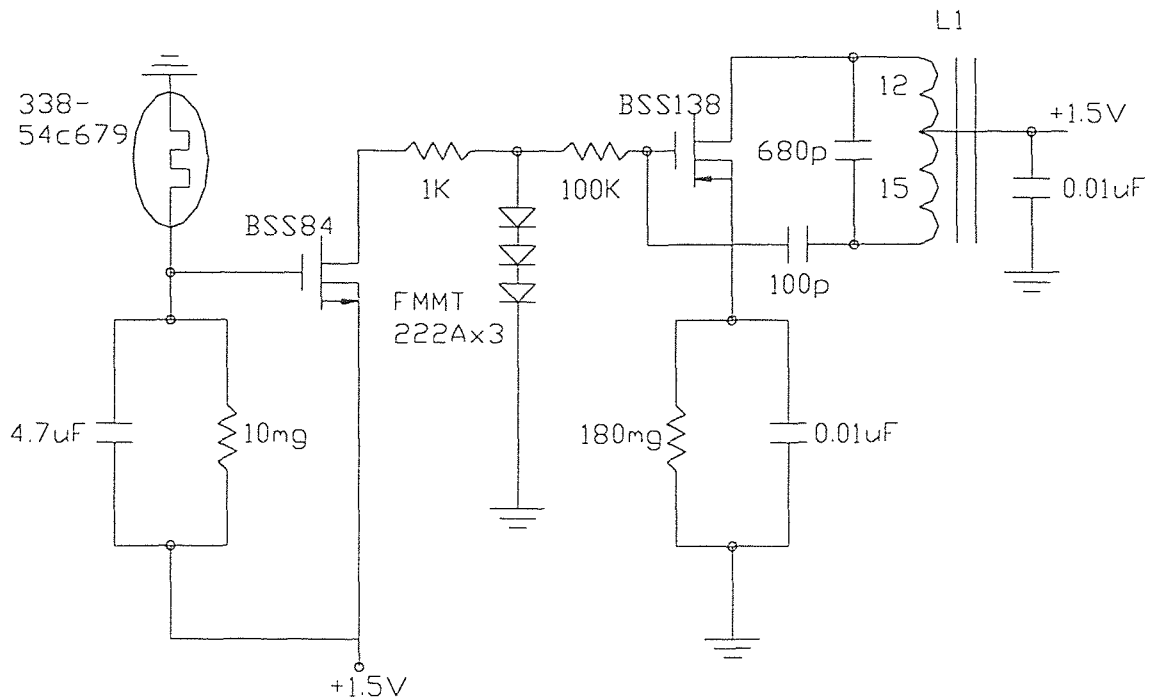 L1
338-
54c679
12
BSS138
+1.5V
680p
1K
100K
15
0.01uF
BSS84
100p
FMMT
222Ax3
4.7uF
10mg
180mg
0.01uF
+1.5V